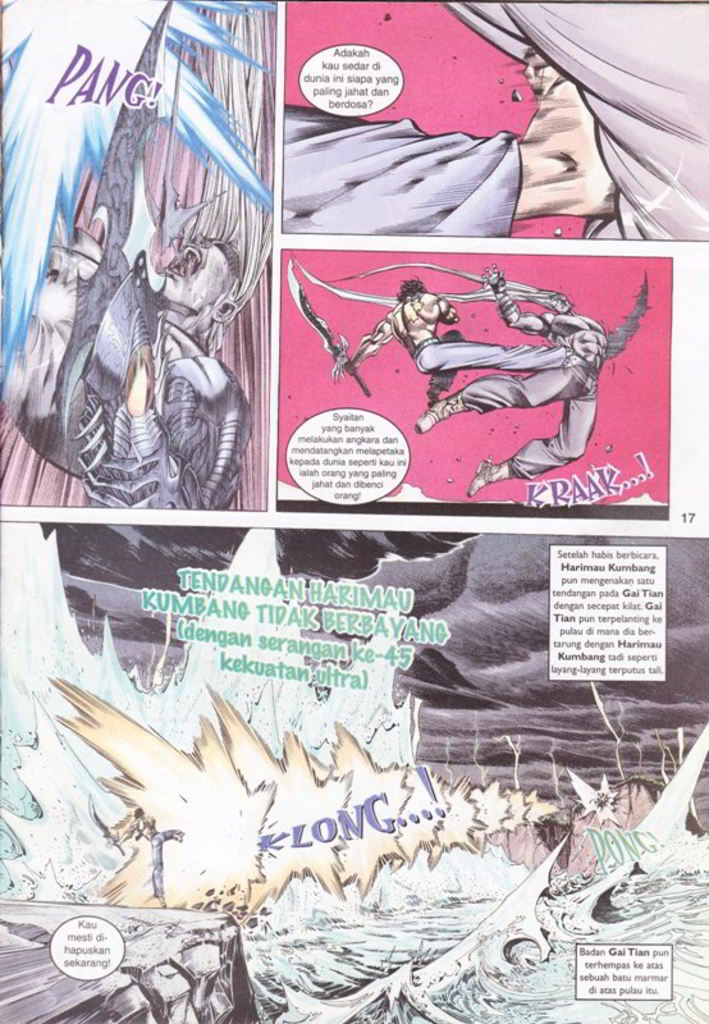 PANG!
Adakah
kau sedar di
dunia ini siapa yang
paling jahat dan
berdosa?
Syaitan
yang banyak
melakukan angkara dan
mendatangkan melapetaka
kepada dunia seperti kau ini
ialah orang yang paling
jahat dan dibenci
orang!
KRAAK....!
17
TENDANGAN HARIMAU
KUMBANG TIDAK BERBAYANG
(dengan serangan ke-45
kekuatan ultra)
Setelah habis berbicara,
Harimau Kumbang
pun mengenakan satu
tendangan pada Gai Tian
dengan secepat kilat. Gai
Tian pun terpelanting ke
pulau di mana dia ber-
tarung dengan Harimau
Kumbang tadi seperti
layang-layang terputus tali.
KLONG....!
PONG!
Kau
mesti di-
hapuskan
sekarang!
Badan Gai Tian pun
terhempas ke atas
sebuah batu marmar
di atas pulau itu.